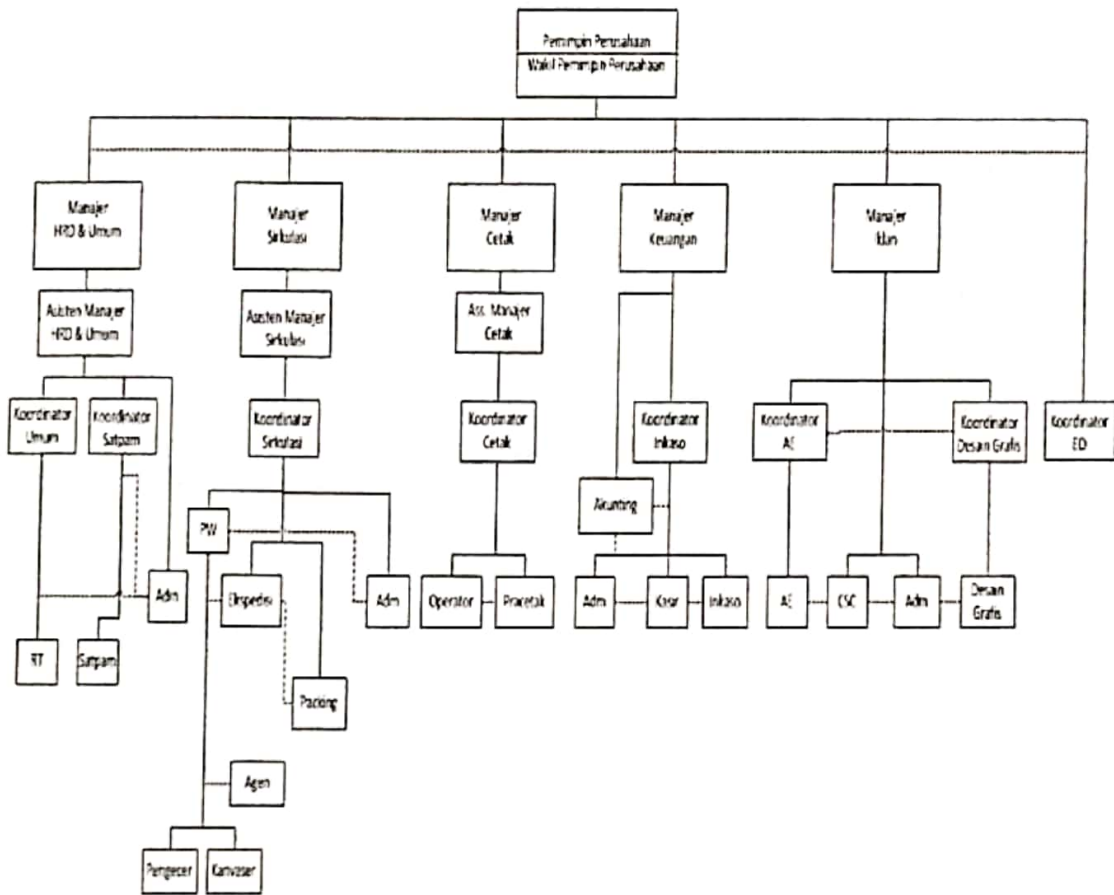 Pemimpin Perusahaan
Wakil Pemimpin Perusahaan
Manajer
HRD & Umum
Manajer
Sirkulasi
Manajer
Cetak
Manajer
Keuangan
Manajer
Iklan
Asisten Manajer
HRD & Umum
Asisten Manajer
Sirkulasi
Ass. Manajer
Cetak
Koordinator
Umum
Koordinator
Satpam
Koordinator
Sirkulasi
Koordinator
Cetak
Koordinator
Inkaso
Koordinator
AE
Koordinator
Desain Grafis
Koordinator
EO
Akunting
PW
Adm
Ekspedisi
Adm
Operator
Pracetak
Adm
Kasir
Inkaso
AE
CSC
Adm
Desain
Grafis
RT
Satpam
Packing
Agen
Pengecer
Kanvaser